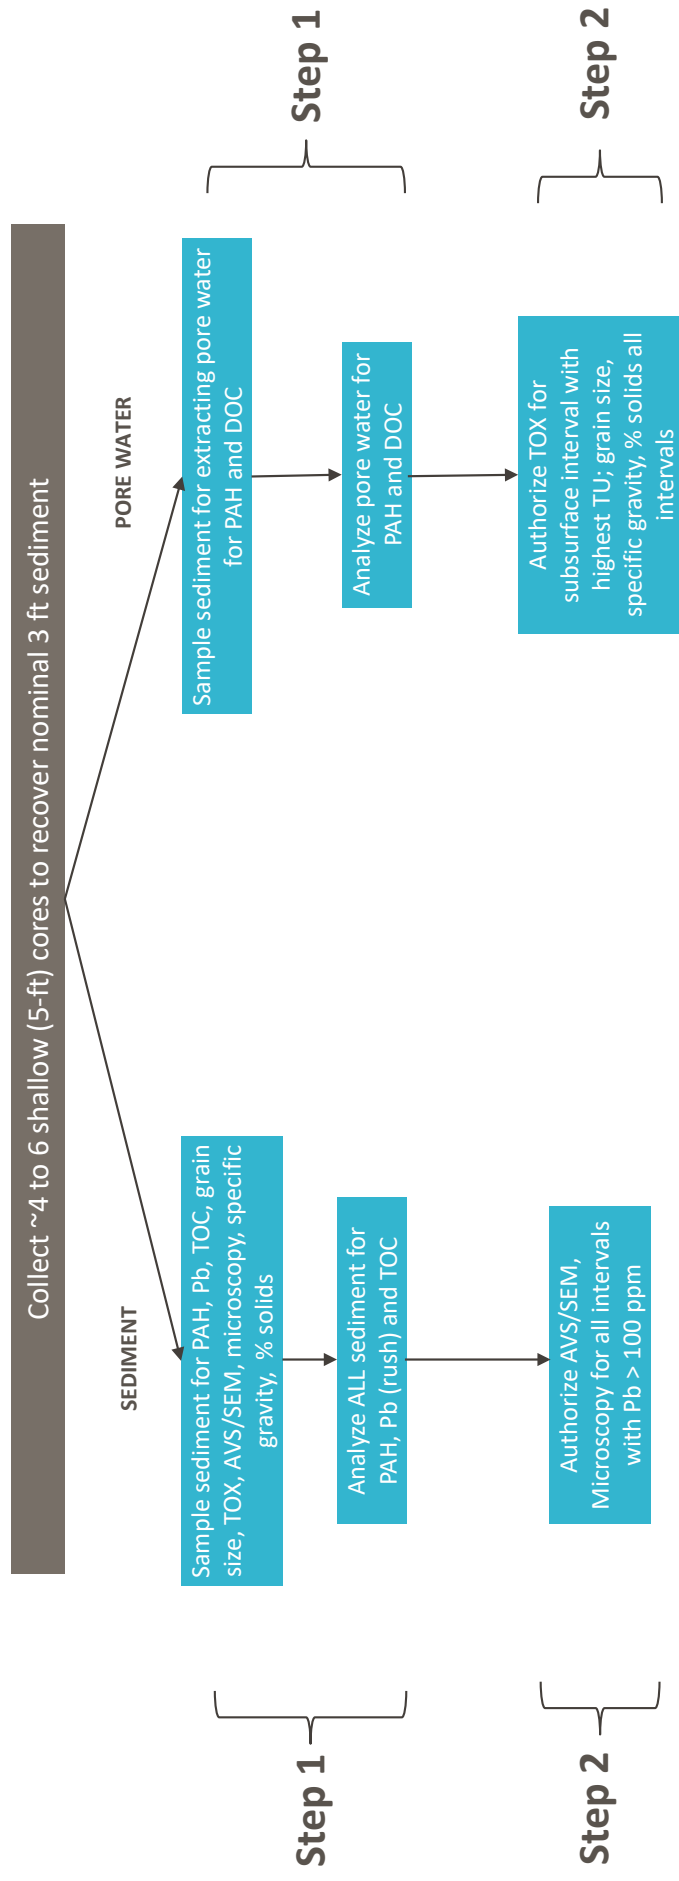 Collect ~4 to 6 shallow (5-ft) cores to recover nominal 3 ft sediment
SEDIMENT
PORE WATER
Step 1
Sample sediment for PAH, Pb, TOC, grain
size, TOX, AVS/SEM, microscopy, specific
gravity, % solids
Sample sediment for extracting pore water
for PAH and DOC
Step 1
Analyze ALL sediment for
PAH, Pb (rush) and TOC
Analyze pore water for
PAH and DOC
Step 2
Authorize AVS/SEM,
Microscopy for all intervals
with Pb > 100 ppm
Authorize TOX for
subsurface interval with
highest TU; grain size,
specific gravity, % solids all
intervals
Step 2